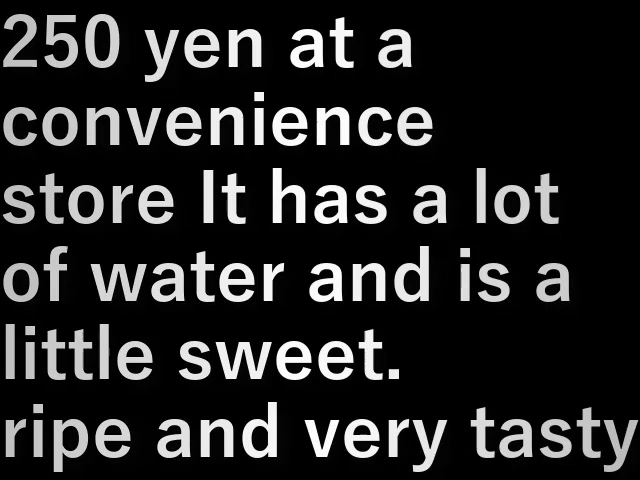 250 yen at a
convenience
store It has a lot
of water and is a
little sweet.
ripe and very tasty